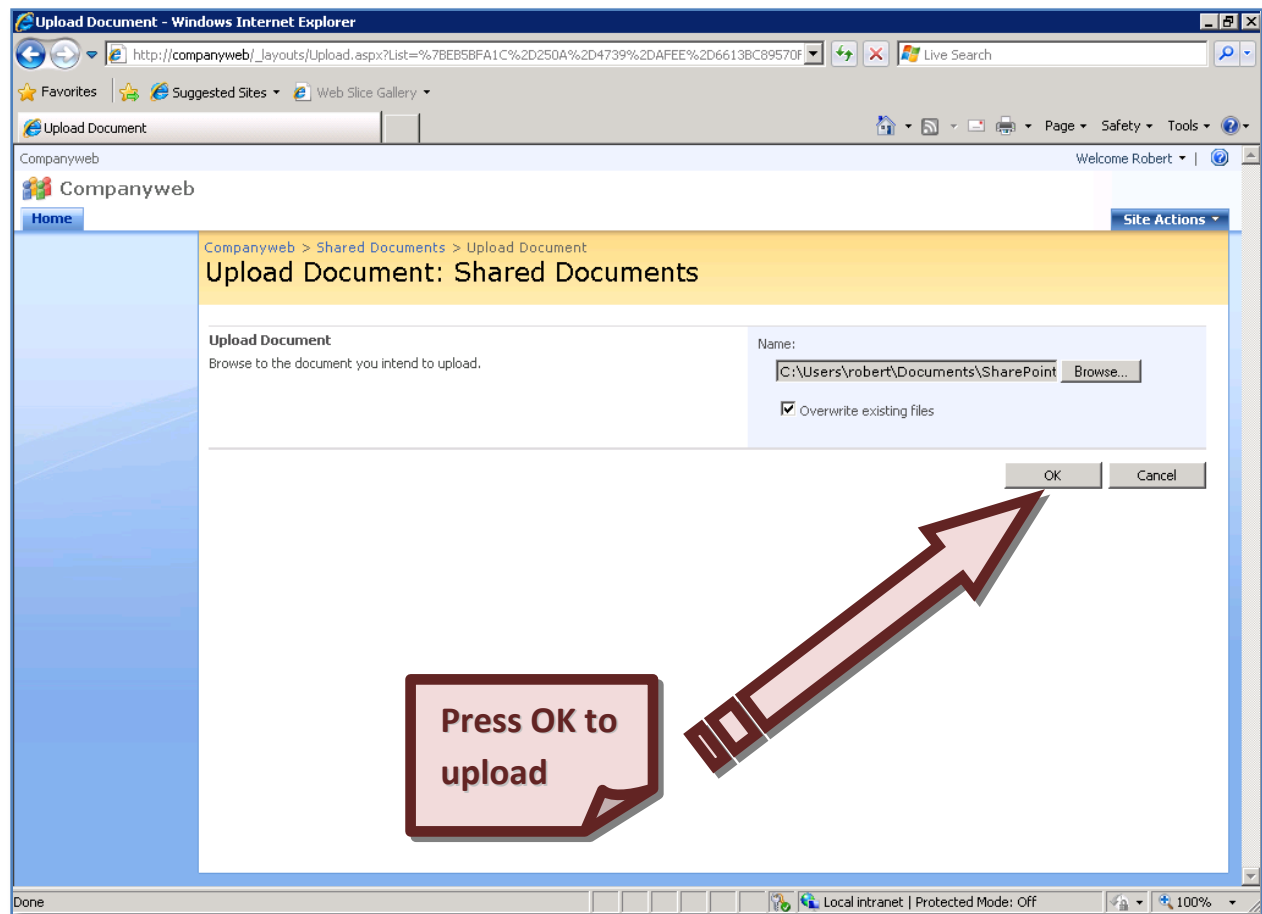 Upload Document - Windows Internet Explorer
http://companyweb/_layouts/Upload.aspx?List=%7BEB5BFA1C%2D250A%2D4739%2DAFEE%2D6613BC89570F
Live Search
Favorites Suggested Sites Web Slice Gallery
Upload Document
Page Safety Tools
Companyweb
Welcome Robert
Companyweb
Home
Site Actions
Companyweb > Shared Documents > Upload Document
Upload Document: Shared Documents
Upload Document
Browse to the document you intend to upload.
Name:
C:\Users\robert\Documents\SharePoint
Browse...
Overwrite existing files
OK
Cancel
Press OK to
upload
Done
Local intranet | Protected Mode: Off
100%